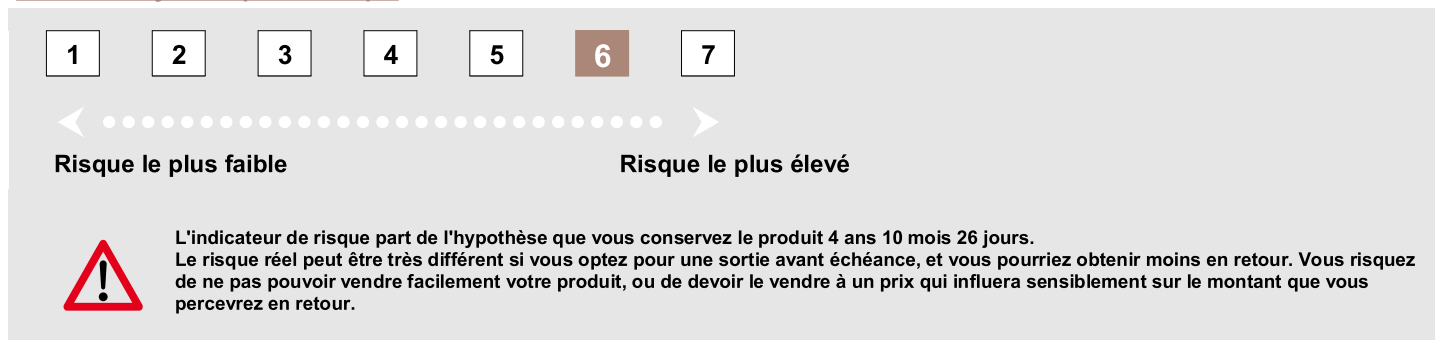 1 2 3 4 5 6 7
Risque le plus faible Risque le plus élevé
L'indicateur de risque part de l'hypothèse que vous conservez le produit 4 ans 10 mois 26 jours.
Le risque réel peut être très différent si vous optez pour une sortie avant échéance, et vous pourriez obtenir moins en retour. Vous risquez
de ne pas pouvoir vendre facilement votre produit, ou de devoir le vendre à un prix qui influera sensiblement sur le montant que vous
percevrez en retour.